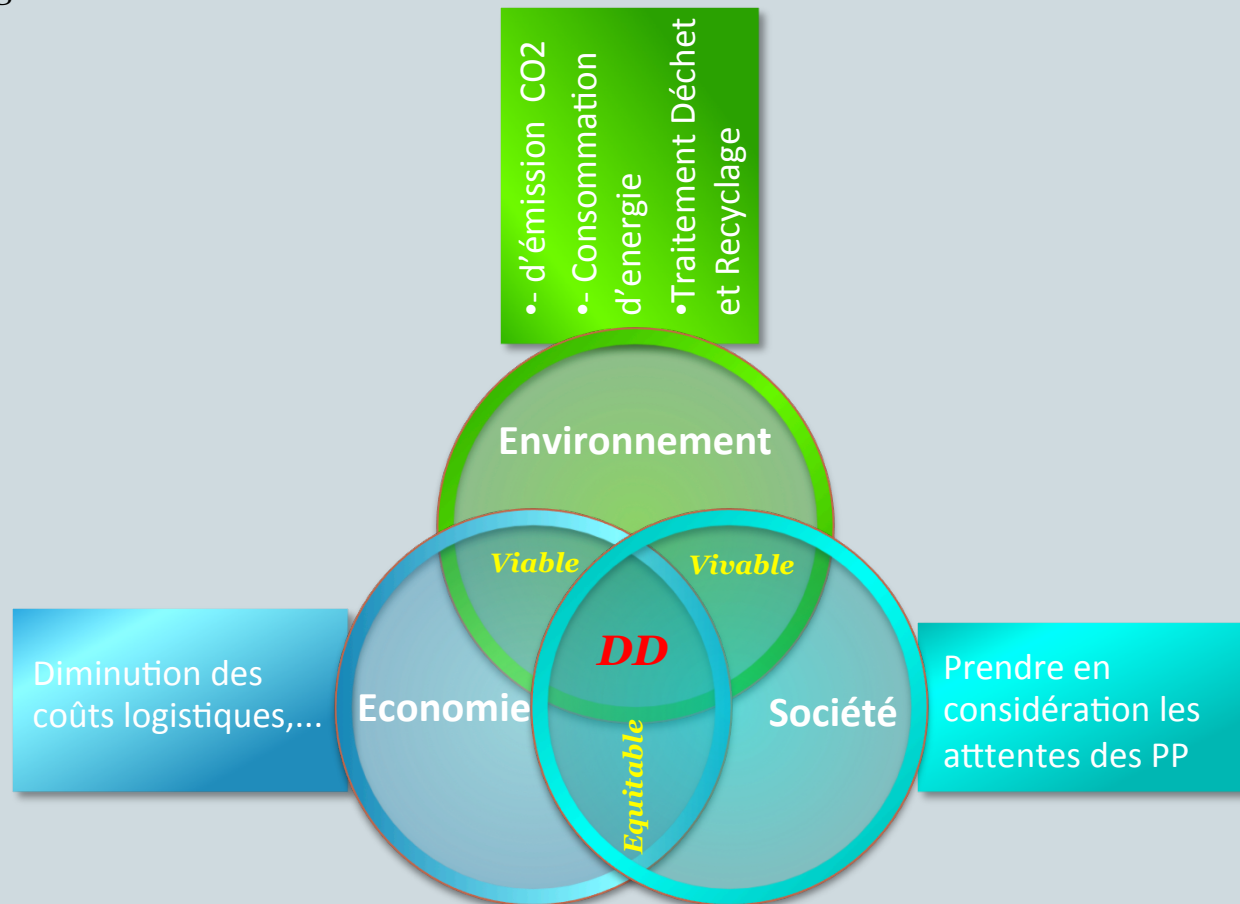 •- d'émission CO2
•- Consommation
d'energie
•Traitement Déchet
et Recyclage
Environnement
Viable
Vivable
DD
Diminution des
coûts logistiques,...
Economie
Equitable
Société
Prendre en
considération les
atttentes des PP